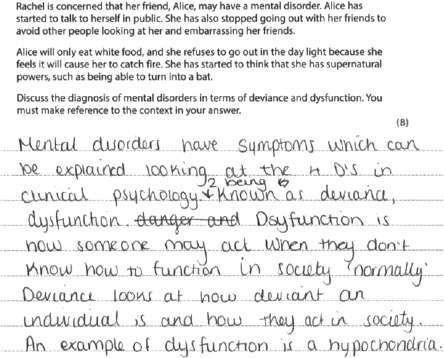 Rachel is concerned that her friend, Alice, may have a mental disorder. Alice has
started to talk to herself in public. She has also stopped going out with her friends to
avoid other people looking at her and embarrassing her friends.
Alice will only eat white food, and she refuses to go out in the day light because she
feels it will cause her to catch fire. She has started to think that she has supernatural
powers, such as being able to turn into a bat.
Discuss the diagnosis of mental disorders in terms of deviance and dysfunction. You
must make reference to the context in your answer.
(8)
Mental disorders have symptoms which can
be explained looking at the 4 D's in
clinical psychology. 2 being known as deviance,
dysfunction. danger and Dsyfunction is
how someone may act when they don't
know how to function in society 'normally'
Deviance looks at how deviant an
individual is and how they act in society.
An example of dysfunction is a hypochondria.